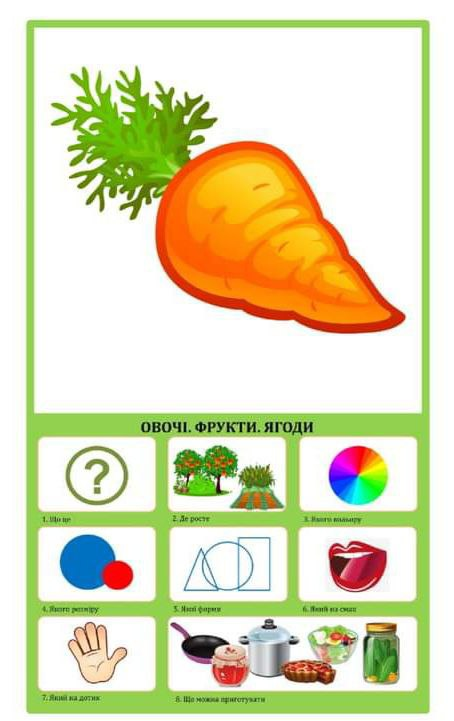 ОВОЧІ. ФРУКТИ. ЯГОДИ
?
1. Що це
2. Де росте
3. Якого кольору
4. Якого розміру
5. Якої форми
6. Який на смак
7. Який на дотик
8. Що можна приготувати